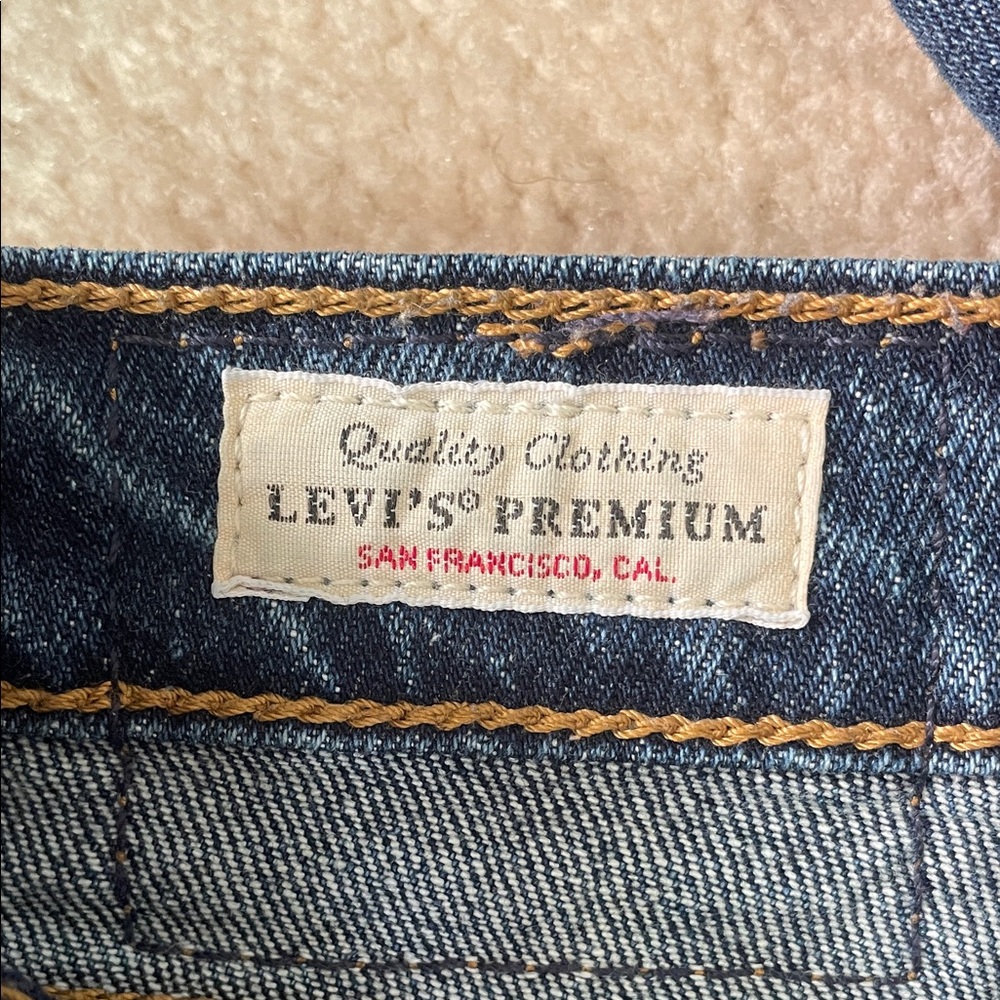 Quality Clothing
LEVI'S® PREMIUM
SAN FRANCISCO, CAL.